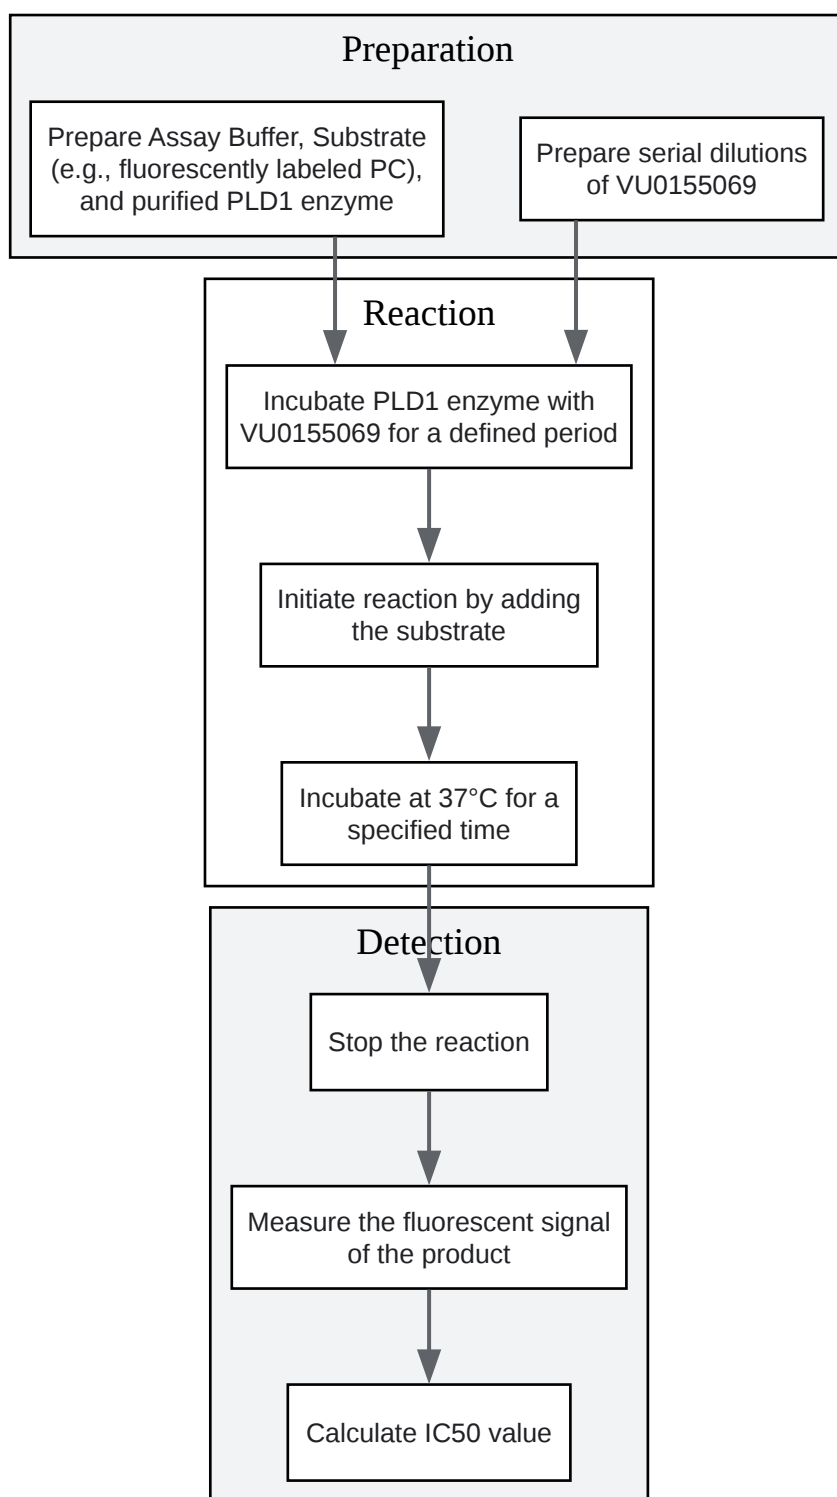 Preparation
Prepare Assay Buffer, Substrate
(e.g., fluorescently labeled PC),
and purified PLD1 enzyme
Prepare serial dilutions
of VU0155069
Reaction
Incubate PLD1 enzyme with
VU0155069 for a defined period
Initiate reaction by adding
the substrate
Incubate at 37°C for a
specified time
Detection
Stop the reaction
Measure the fluorescent signal
of the product
Calculate IC50 value